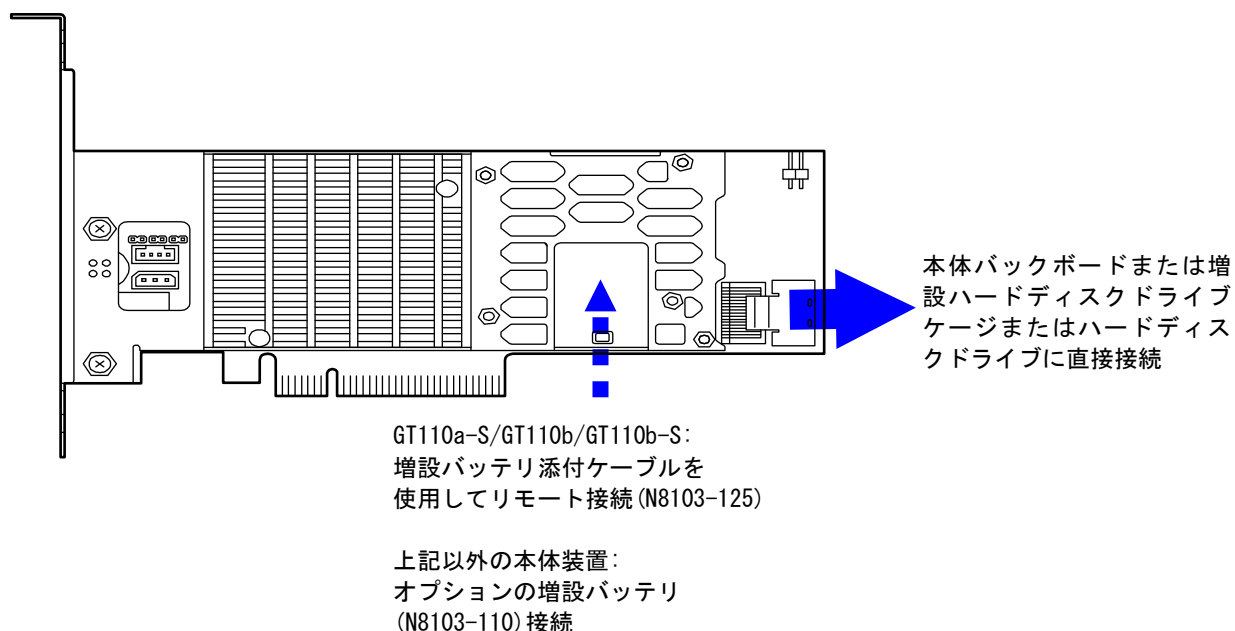 本体バックボードまたは増
設ハードディスクドライブ
ケージまたはハードディス
クドライブに直接接続
GT110a-S/GT110b/GT110b-S:
増設バッテリ添付ケーブルを
使用してリモート接続(N8103-125)
上記以外の本体装置:
オプションの増設バッテリ
(N8103-110)接続